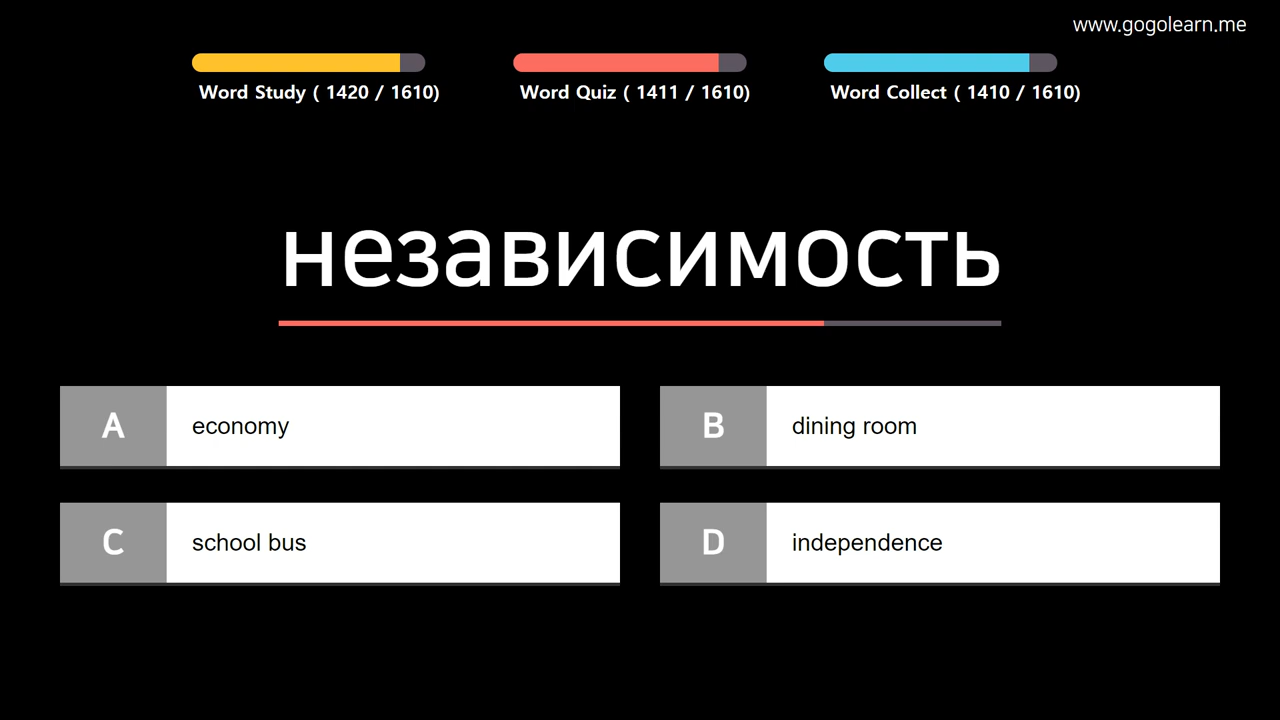 www.gogolearn.me
Word Study ( 1420 / 1610)
Word Quiz ( 1411 / 1610)
Word Collect ( 1410 / 1610)
независимость
A economy
B dining room
C school bus
D independence